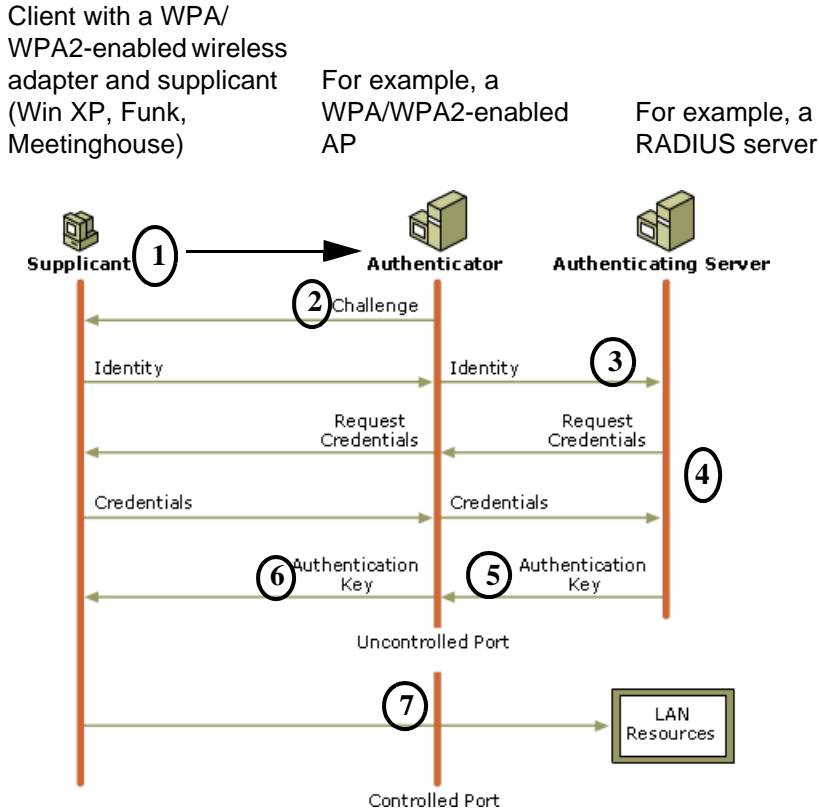 Client with a WPA/
WPA2-enabled wireless
adapter and supplicant
(Win XP, Funk,
Meetinghouse)
For example, a
WPA/WPA2-enabled
AP
For example, a
RADIUS server
Supplicant
1
Authenticator
Authenticating Server
2
Challenge
Identity
Identity
3
Request
Credentials
Request
Credentials
4
Credentials
Credentials
6
Authentication
Key
5
Authentication
Key
Uncontrolled Port
7
LAN
Resources
Controlled Port